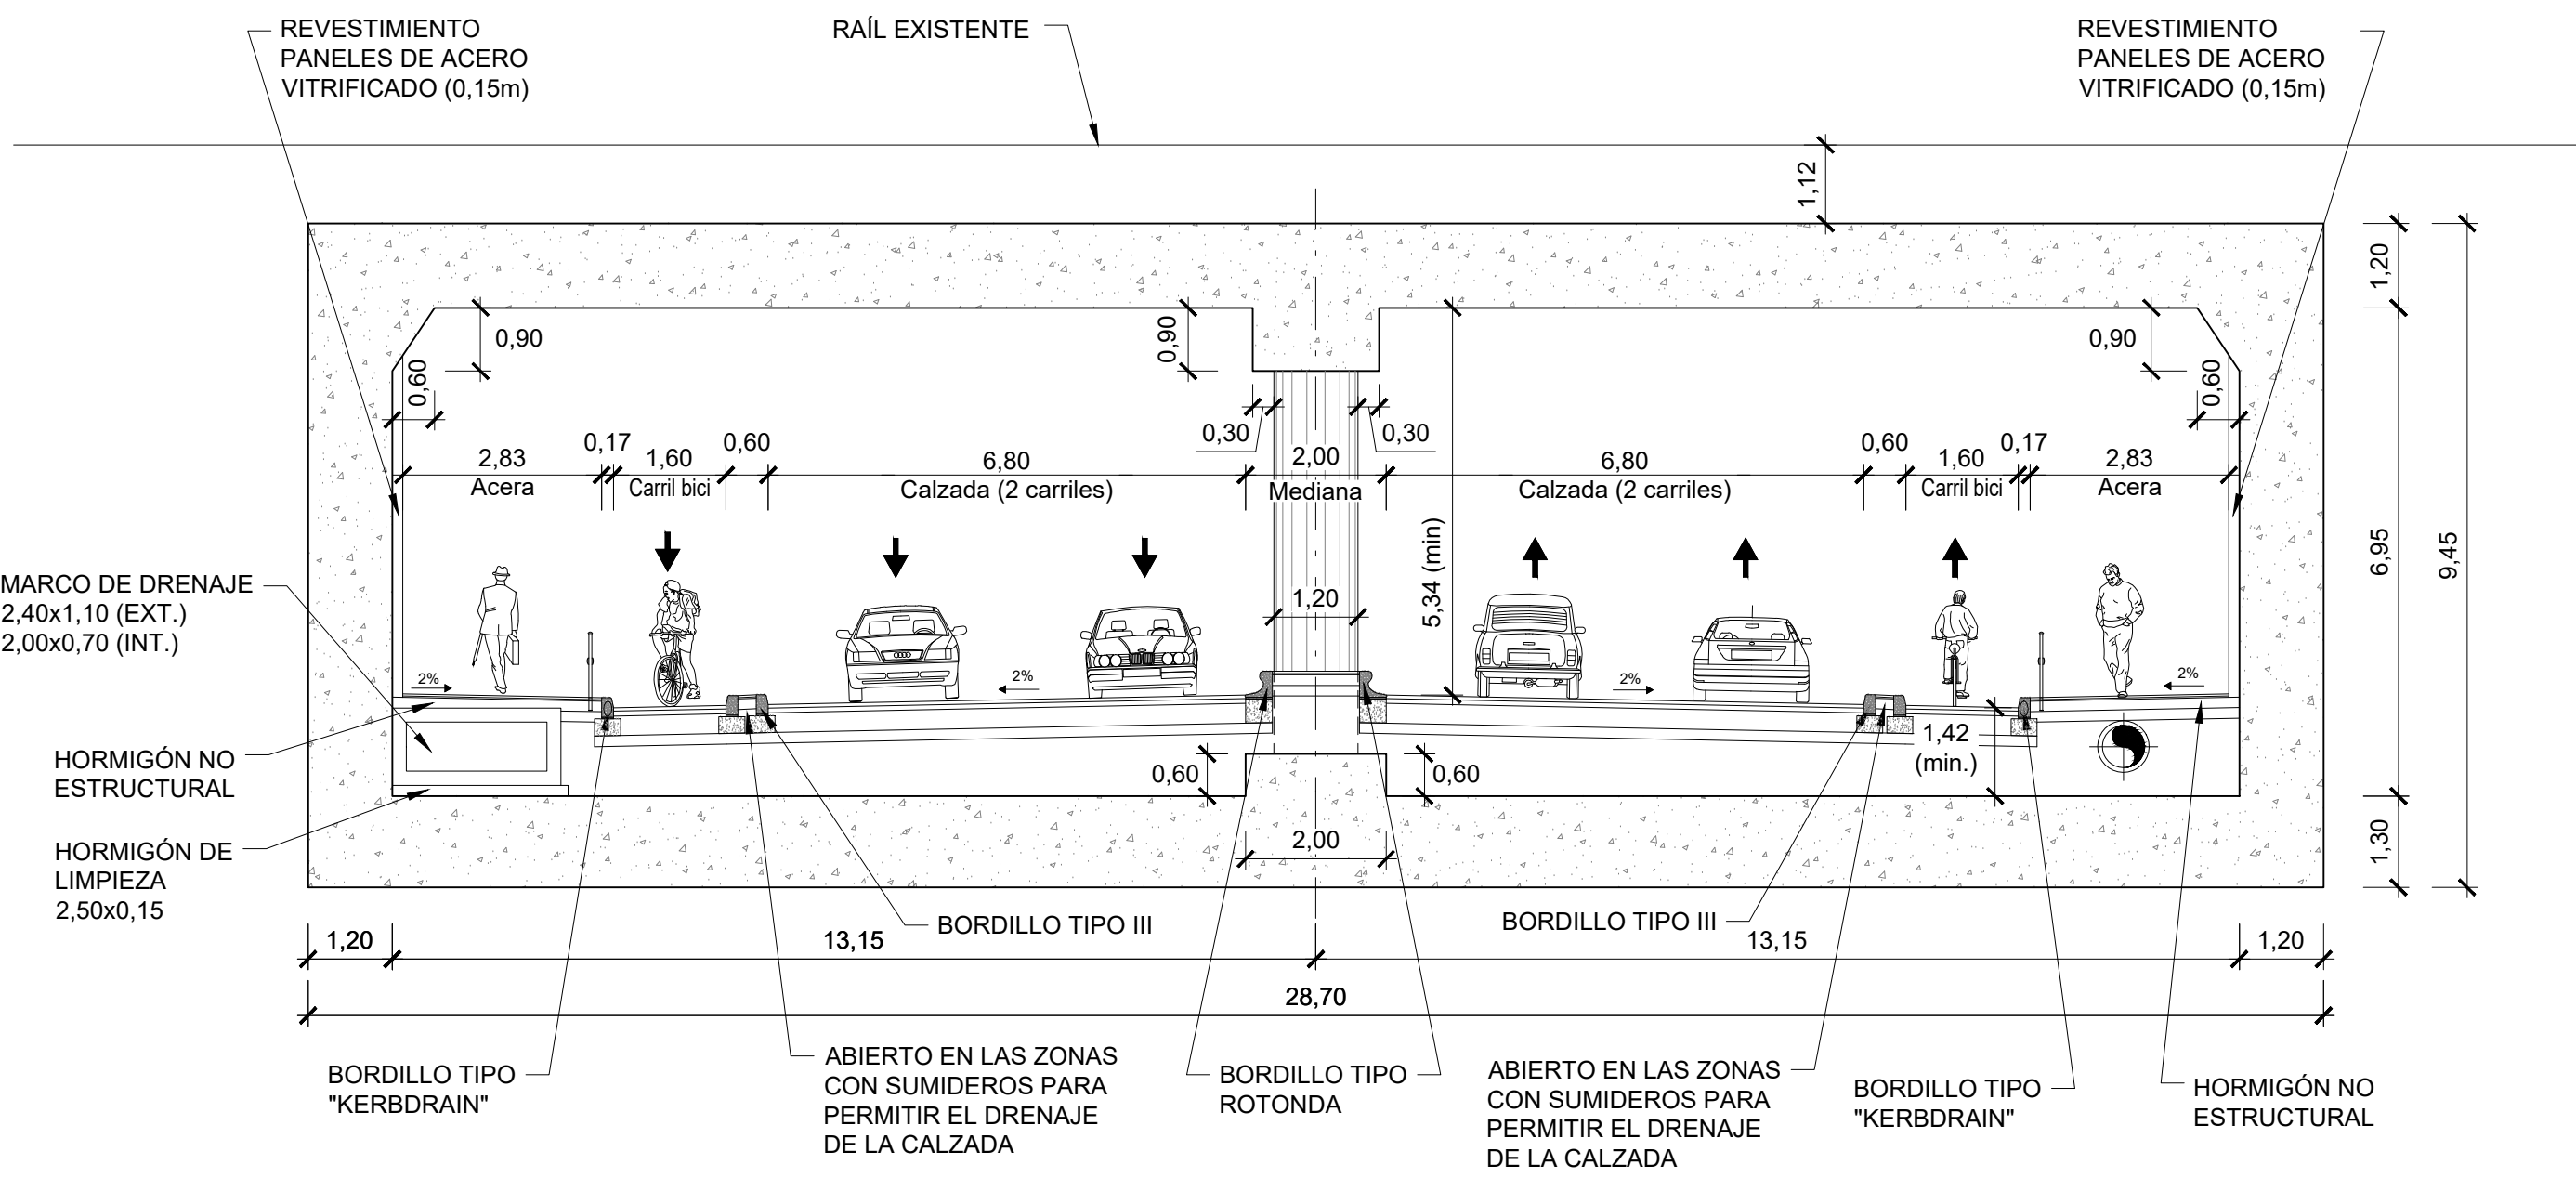 REVESTIMIENTO
PANELES DE ACERO
VITRIFICADO (0,15m)
RAÍL EXISTENTE
REVESTIMIENTO
PANELES DE ACERO
VITRIFICADO (0,15m)
1,12
1,20
0,90
0,90
0,90
0,60
0,60
0,30
0,30
2,83
Acera
0,17
1,60
Carril bici
0,60
6,80
Calzada (2 carriles)
2,00
Mediana
6,80
Calzada (2 carriles)
0,60
1,60
Carril bici
0,17
2,83
Acera
5,34 (min)
6,95
9,45
1,20
MARCO DE DRENAJE
2,40x1,10 (EXT.)
2,00x0,70 (INT.)
2%
2%
2%
2%
HORMIGÓN NO
ESTRUCTURAL
0,60
0,60
1,42
(min.)
HORMIGÓN DE
LIMPIEZA
2,50x0,15
2,00
1,30
BORDILLO TIPO III
BORDILLO TIPO III
1,20
13,15
13,15
1,20
28,70
BORDILLO TIPO
"KERBDRAIN"
ABIERTO EN LAS ZONAS
CON SUMIDEROS PARA
PERMITIR EL DRENAJE
DE LA CALZADA
BORDILLO TIPO
ROTONDA
ABIERTO EN LAS ZONAS
CON SUMIDEROS PARA
PERMITIR EL DRENAJE
DE LA CALZADA
BORDILLO TIPO
"KERBDRAIN"
HORMIGÓN NO
ESTRUCTURAL